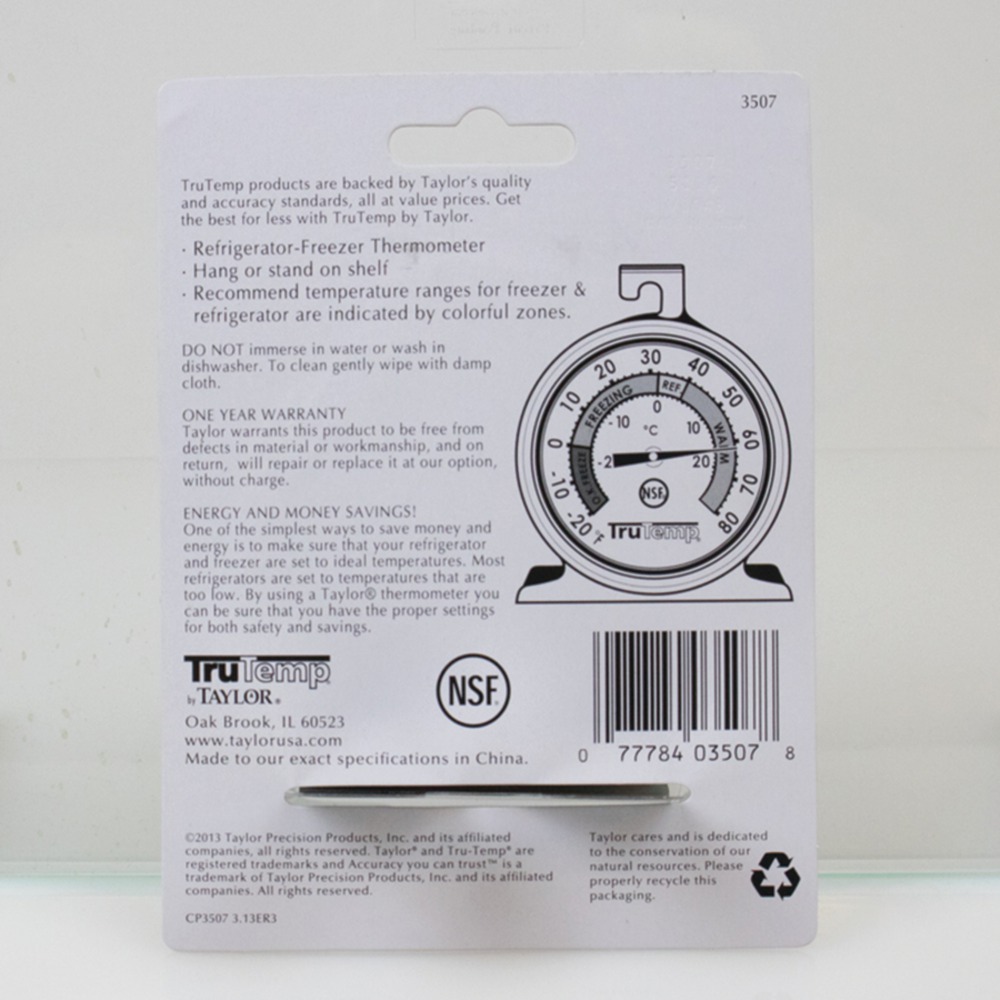 3507
TruTemp products are backed by Taylor's quality
and accuracy standards, all at value prices. Get
the best for less with TruTemp by Taylor.
· Refrigerator-Freezer Thermometer
· Hang or stand on shelf
· Recommend temperature ranges for freezer &
refrigerator are indicated by colorful zones.
DO NOT immerse in water or wash in
dishwasher. To clean gently wipe with damp
cloth.
ONE YEAR WARRANTY
Taylor warrants this product to be free from
defects in material or workmanship, and on
return, will repair or replace it at our option,
without charge.
ENERGY AND MONEY SAVINGS!
One of the simplest ways to save money and
energy is to make sure that your refrigerator
and freezer are set to ideal temperatures. Most
refrigerators are set to temperatures that are
too low. By using a Taylor® thermometer you
can be sure that you have the proper settings
for both safety and savings.
-20 -10 0 10 20 30 40 50 60 70 80
°F
FREEZING REF WARM
-2 -10 0 10 20
°C
NSF
TruTemp
TruTemp®
by TAYLOR®
Oak Brook, IL 60523
www.taylorusa.com
Made to our exact specifications in China.
NSF®
0 77784 03507 8
©2013 Taylor Precision Products, Inc. and its affiliated
companies, all rights reserved. Taylor® and Tru-Temp® are
registered trademarks and Accuracy you can trust™ is a
trademark of Taylor Precision Products, Inc. and its affiliated
companies. All rights reserved.
CP3507 3.13ER3
Taylor cares and is dedicated
to the conservation of our
natural resources. Please
properly recycle this
packaging.